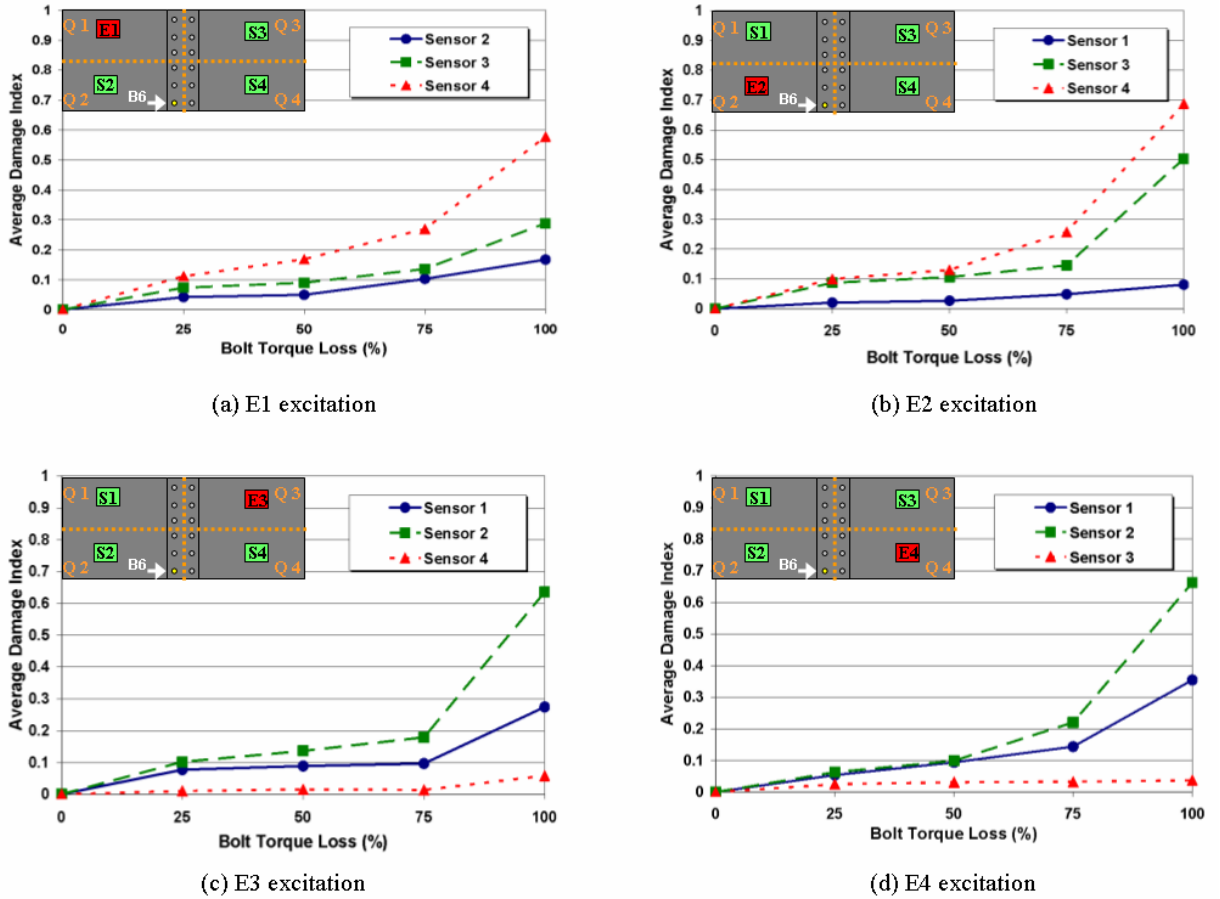 Average Damage Index
1
0.9
0.8
0.7
0.6
0.5
0.4
0.3
0.2
0.1
0
Q 1
E1
S3
Q 3
S2
S4
Q 2
B6
Q 4
Sensor 2
Sensor 3
Sensor 4
0 25 50 75 100
Bolt Torque Loss (%)
(a) E1 excitation
Average Damage Index
1
0.9
0.8
0.7
0.6
0.5
0.4
0.3
0.2
0.1
0
Q 1
S1
S3
Q 3
E2
S4
Q 2
B6
Q 4
Sensor 1
Sensor 3
Sensor 4
0 25 50 75 100
Bolt Torque Loss (%)
(b) E2 excitation
Average Damage Index
1
0.9
0.8
0.7
0.6
0.5
0.4
0.3
0.2
0.1
0
Q 1
S1
E3
Q 3
S2
S4
Q 2
B6
Q 4
Sensor 1
Sensor 2
Sensor 4
0 25 50 75 100
Bolt Torque Loss (%)
(c) E3 excitation
Average Damage Index
1
0.9
0.8
0.7
0.6
0.5
0.4
0.3
0.2
0.1
0
Q 1
S1
S3
Q 3
S2
E4
Q 2
B6
Q 4
Sensor 1
Sensor 2
Sensor 3
0 25 50 75 100
Bolt Torque Loss (%)
(d) E4 excitation